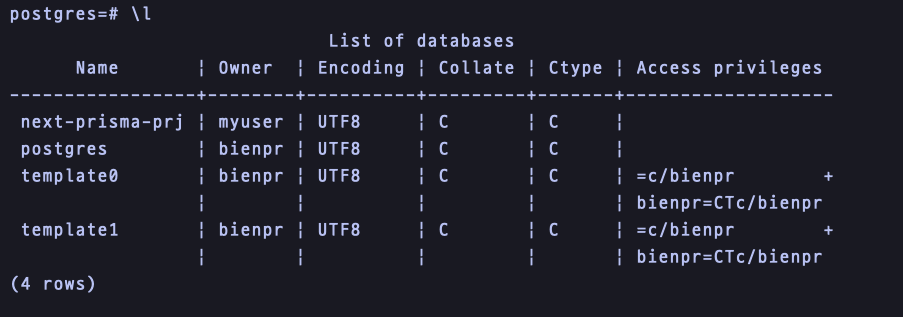 postgres=# \l
                             List of databases
      Name       ¦ Owner  ¦ Encoding ¦ Collate ¦ Ctype ¦ Access privileges
-----------------+--------+----------+---------+-------+-------------------
 next-prisma-prj ¦ myuser ¦ UTF8     ¦ C       ¦ C     ¦
 postgres        ¦ bienpr ¦ UTF8     ¦ C       ¦ C     ¦
 template0       ¦ bienpr ¦ UTF8     ¦ C       ¦ C     ¦ =c/bienpr        +
                 ¦        ¦          ¦         ¦       ¦ bienpr=CTc/bienpr
 template1       ¦ bienpr ¦ UTF8     ¦ C       ¦ C     ¦ =c/bienpr        +
                 ¦        ¦          ¦         ¦       ¦ bienpr=CTc/bienpr
(4 rows)